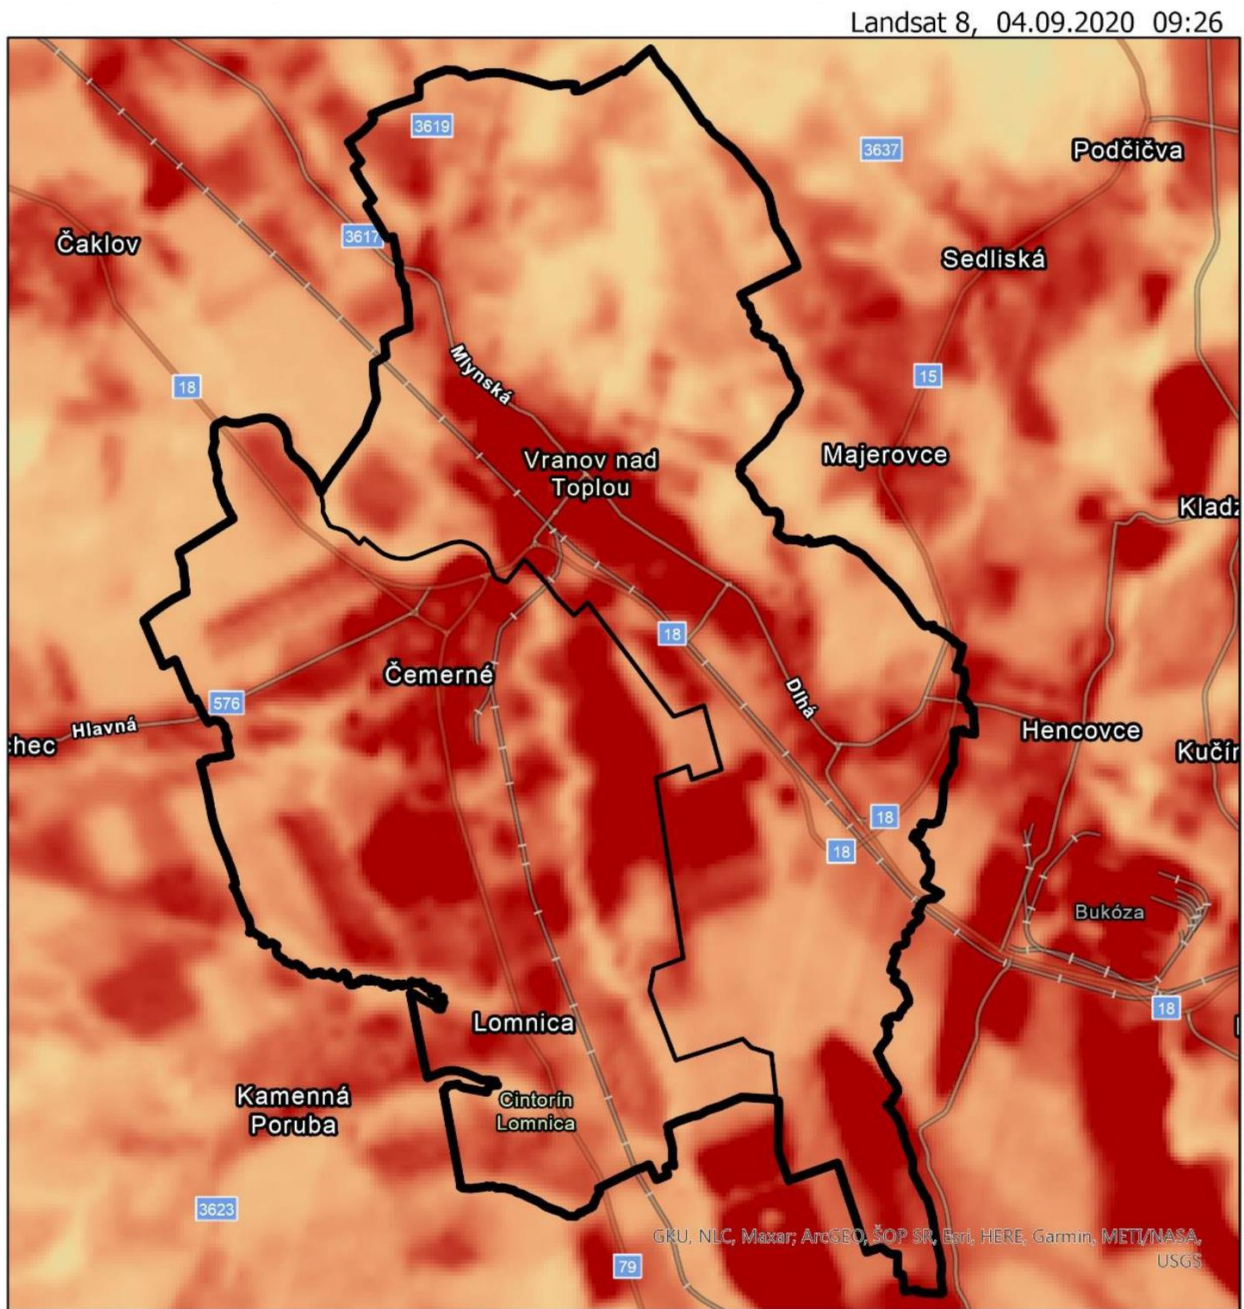 Landsat 8, 04.09.2020 09:26
3619
3637
Podčičva
3617
Čaklov
Sedliská
Mlynská
18
15
Vranov nad
Toplou
Majerovce
Kladz
18
Čemerné
576
Dlhá
Hlavná
chec
Hencovce
Kučín
18
18
Bukóza
18
Lomnica
Kamenná
Poruba
Cintorín
Lomnica
3623
GKU, NLC, Maxar; ArcGEO, ŠOP SR, Esri, HERE, Garmin, METI/NASA,
USGS
79